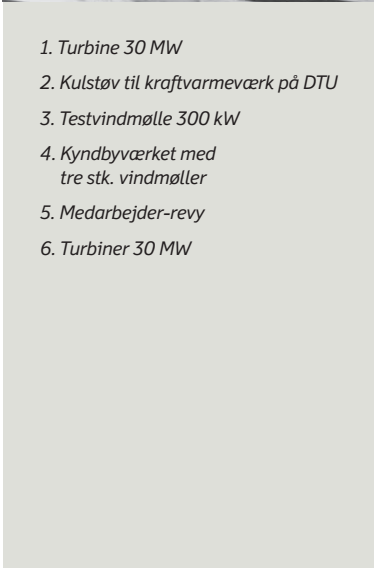 1. Turbine 30 MW
2. Kulstøv til kraftvarmeværk på DTU
3. Testvindmølle 300 kW
4. Kyndbyværket med
tre stk. vindmøller
5. Medarbejder-revy
6. Turbiner 30 MW